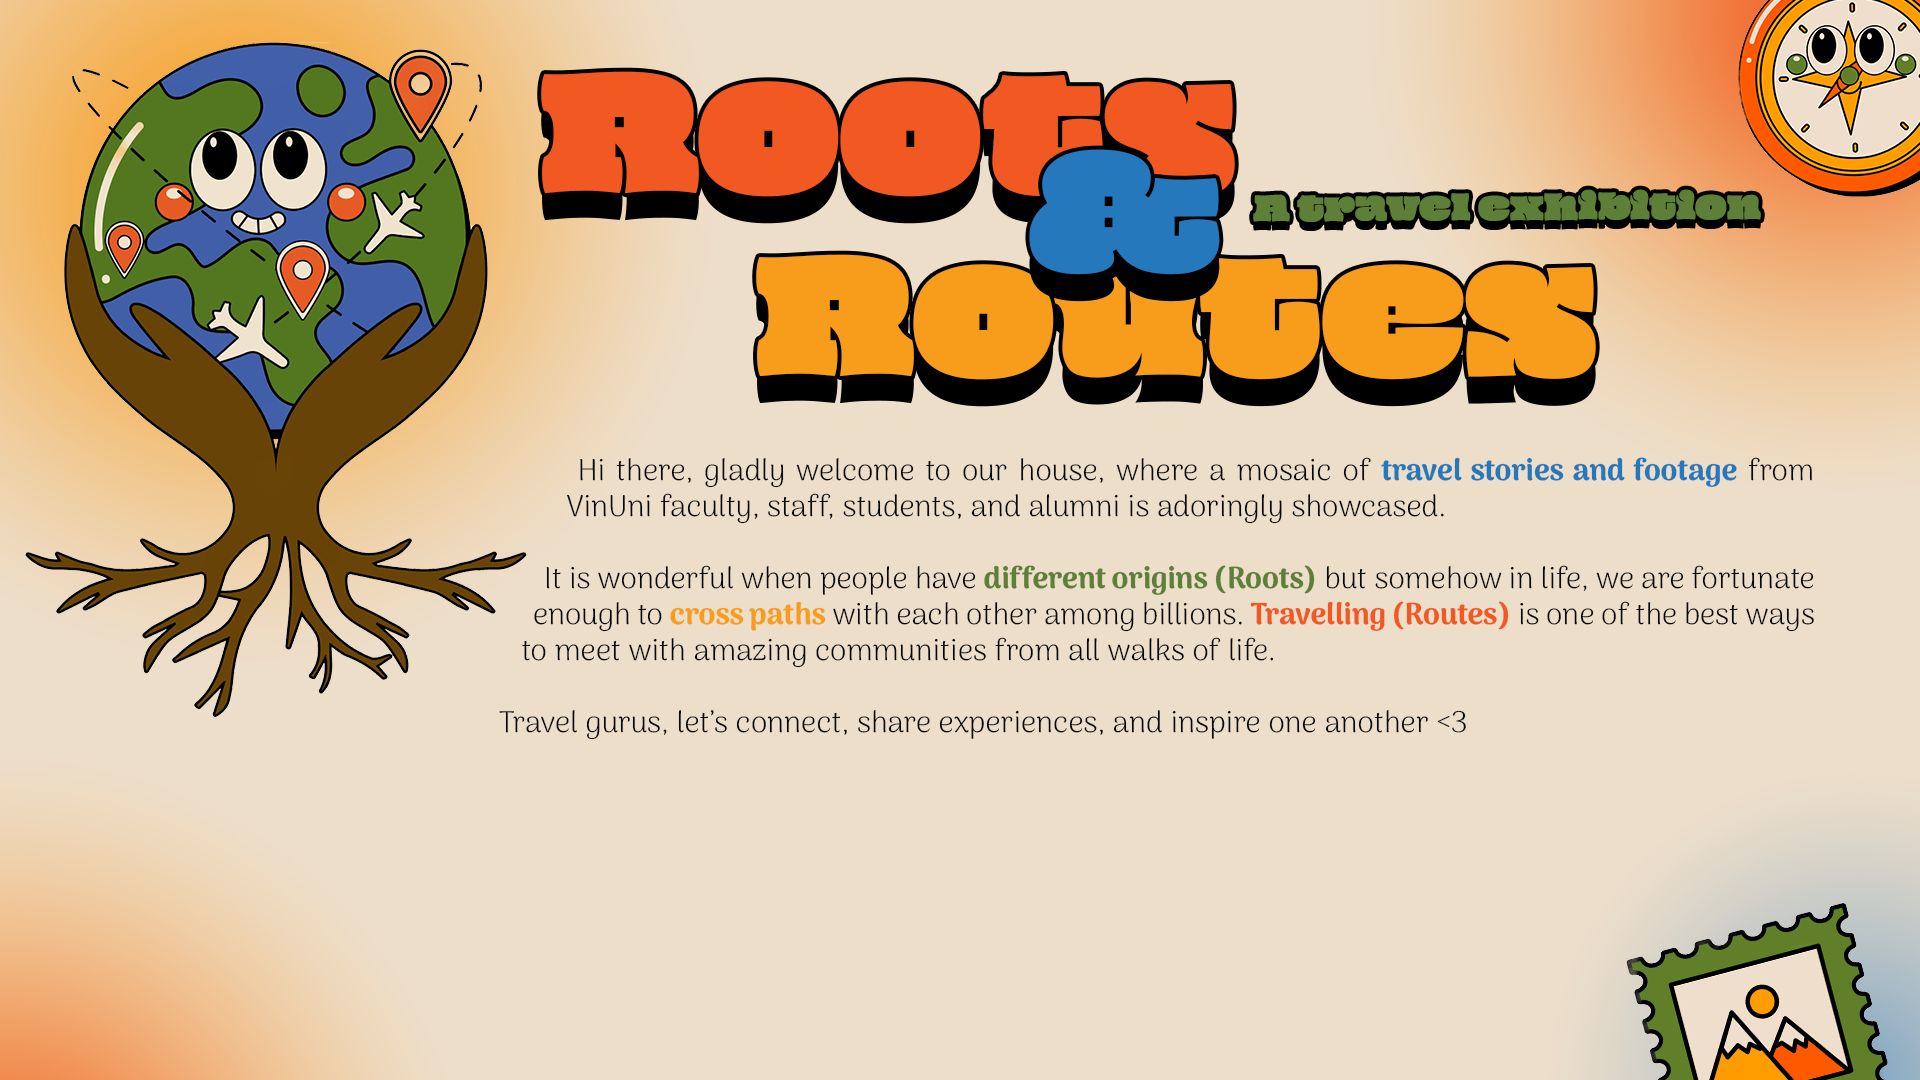 Roots
&
A travel exhibition
Routes
Hi there, gladly welcome to our house, where a mosaic of travel stories and footage from
VinUni faculty, staff, students, and alumni is adoringly showcased.
It is wonderful when people have different origins (Roots) but somehow in life, we are fortunate
enough to cross paths with each other among billions. Travelling (Routes) is one of the best ways
to meet with amazing communities from all walks of life.
Travel gurus, let’s connect, share experiences, and inspire one another <3